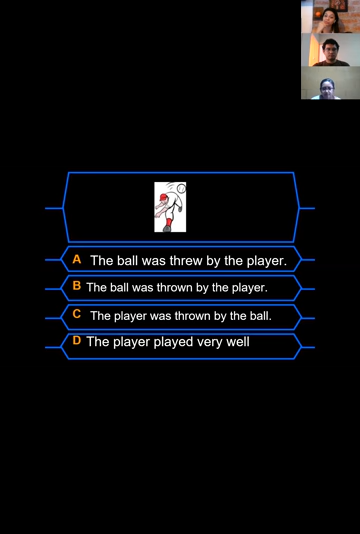 A The ball was threw by the player.
B The ball was thrown by the player.
C The player was thrown by the ball.
D The player played very well